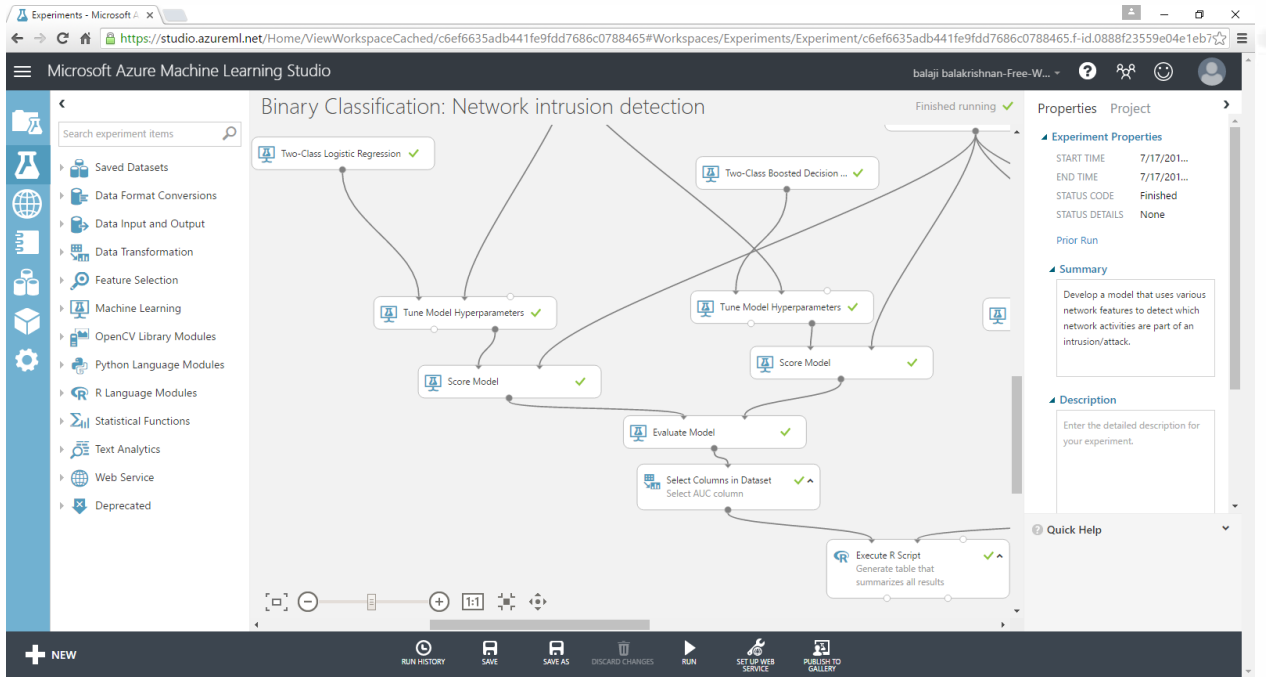 Experiments - Microsoft A
https://studio.azureml.net/Home/ViewWorkspaceCached/c6ef6635adb441fe9fdd7686c0788465#Workspaces/Experiments/Experiment/c6ef6635adb441fe9fdd7686c0788465.f-id.0888f23559e04e1eb7
Microsoft Azure Machine Learning Studio
balaji balakrishnan-Free-W...
Search experiment items
Saved Datasets
Data Format Conversions
Data Input and Output
Data Transformation
Feature Selection
Machine Learning
OpenCV Library Modules
Python Language Modules
R Language Modules
Statistical Functions
Text Analytics
Web Service
Deprecated
Binary Classification: Network intrusion detection
Finished running
Two-Class Logistic Regression
Two-Class Boosted Decision ...
Tune Model Hyperparameters
Tune Model Hyperparameters
Score Model
Score Model
Evaluate Model
Select Columns in Dataset
Select AUC column
Execute R Script
Generate table that
summarizes all results
1:1
Properties Project
Experiment Properties
START TIME 7/17/201...
END TIME 7/17/201...
STATUS CODE Finished
STATUS DETAILS None
Prior Run
Summary
Develop a model that uses various
network features to detect which
network activities are part of an
intrusion/attack.
Description
Enter the detailed description for
your experiment.
Quick Help
NEW
RUN HISTORY
SAVE
SAVE AS
DISCARD CHANGES
RUN
SET UP WEB
SERVICE
PUBLISH TO
GALLERY